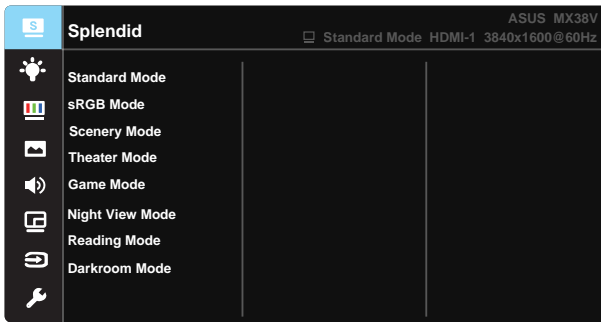 S
Splendid
ASUS MX38V
Standard Mode HDMI-1 3840x1600@60Hz
Standard Mode
sRGB Mode
Scenery Mode
Theater Mode
Game Mode
Night View Mode
Reading Mode
Darkroom Mode